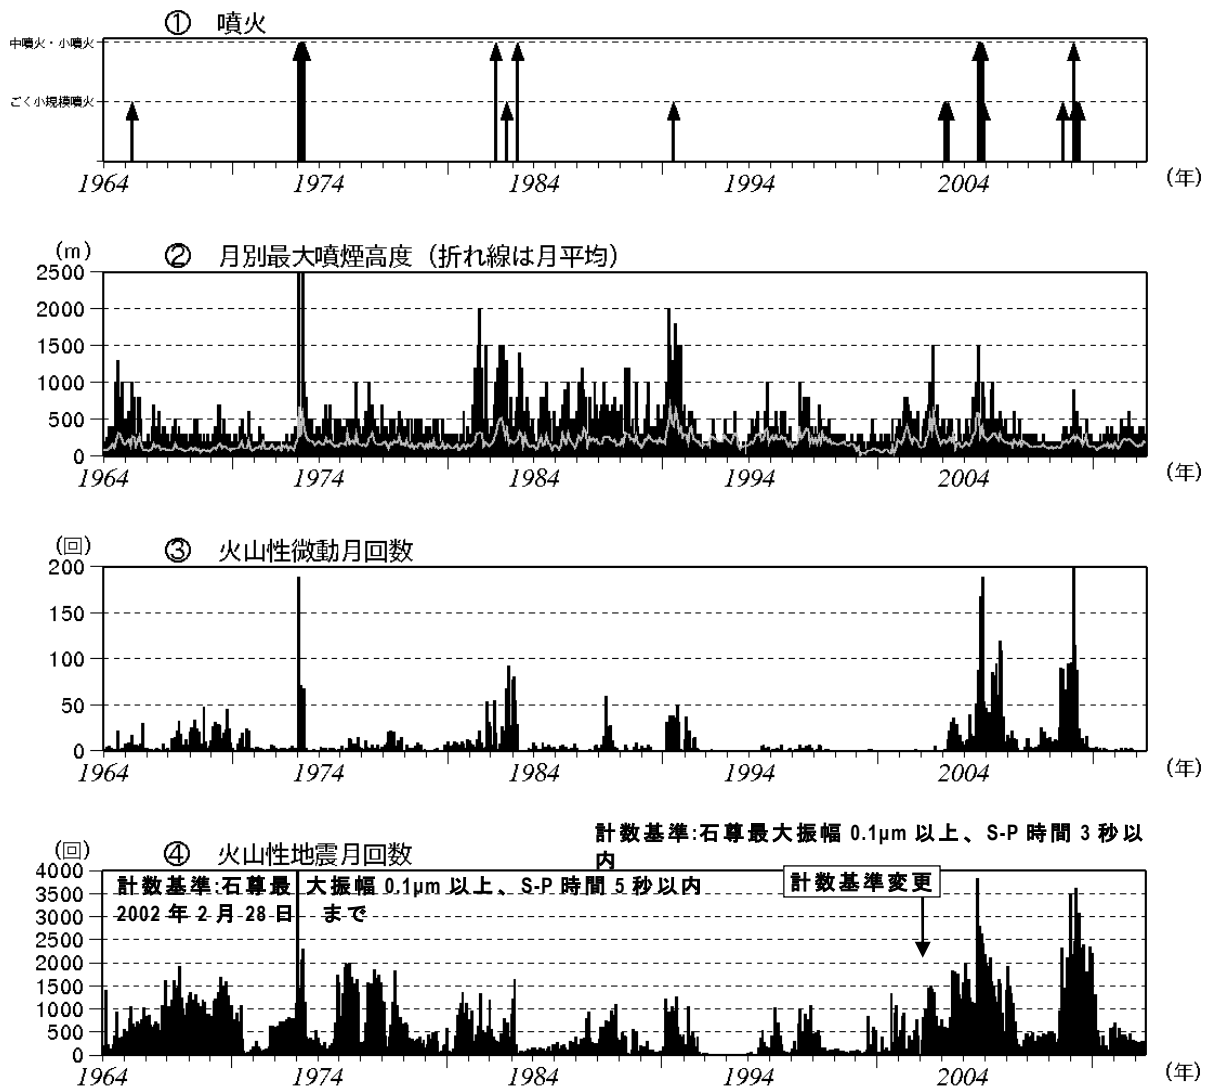 ① 噴火
中噴火・小噴火
ごく小規模噴火
1964 1974 1984 1994 2004 (年)
(m) ② 月別最大噴煙高度（折れ線は月平均）
2500
2000
1500
1000
500
0
1964 1974 1984 1994 2004 (年)
(回) ③ 火山性微動月回数
200
150
100
50
0
1964 1974 1984 1994 2004 (年)
計数基準:石尊最大振幅 0.1μm 以上、S-P 時間 3 秒以
内
(回) ④ 火山性地震月回数
4000
計数基準:石尊最大振幅 0.1μm 以上、S-P 時間 5 秒以内
計数基準変更
3500
2002 年 2 月 28 日 まで
3000
2500
2000
1500
1000
500
0
1964 1974 1984 1994 2004 (年)